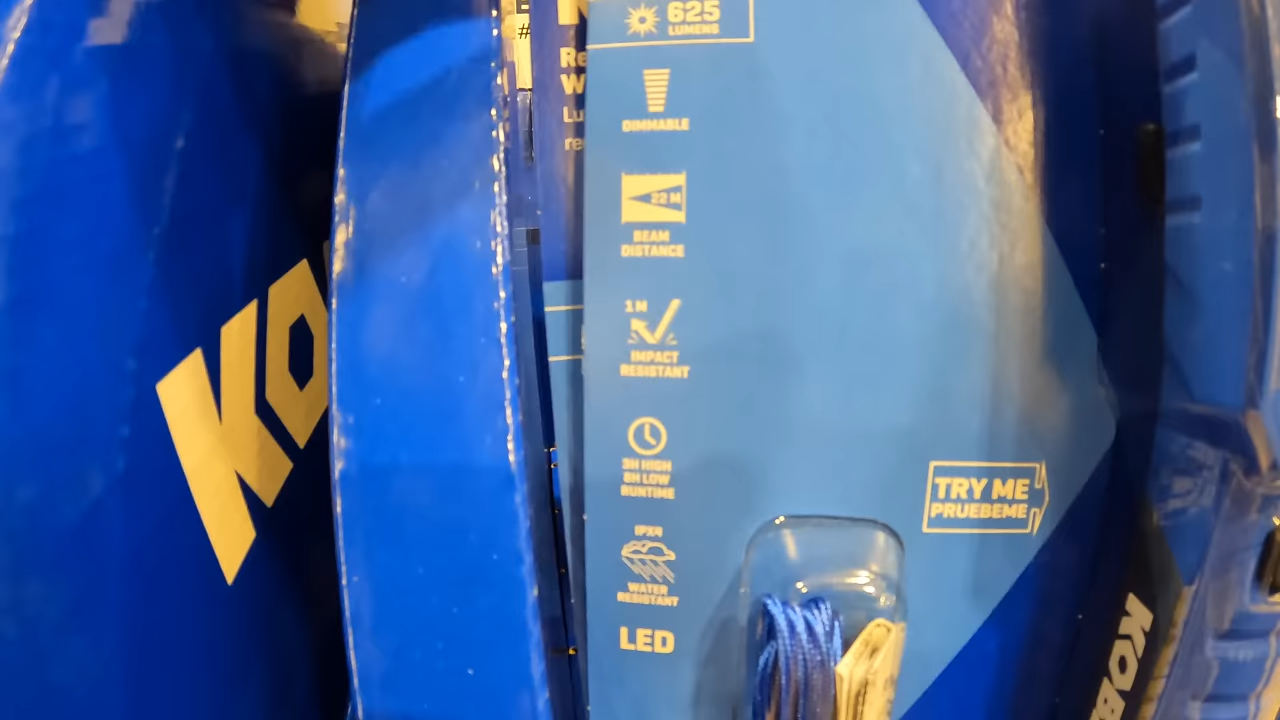 KO
625
LUMENS
DIMMABLE
22 M
BEAM
DISTANCE
1 M
IMPACT
RESISTANT
3H HIGH
8H LOW
RUNTIME
IPX4
WATER
RESISTANT
LED
TRY ME
PRUEBEME
KOB